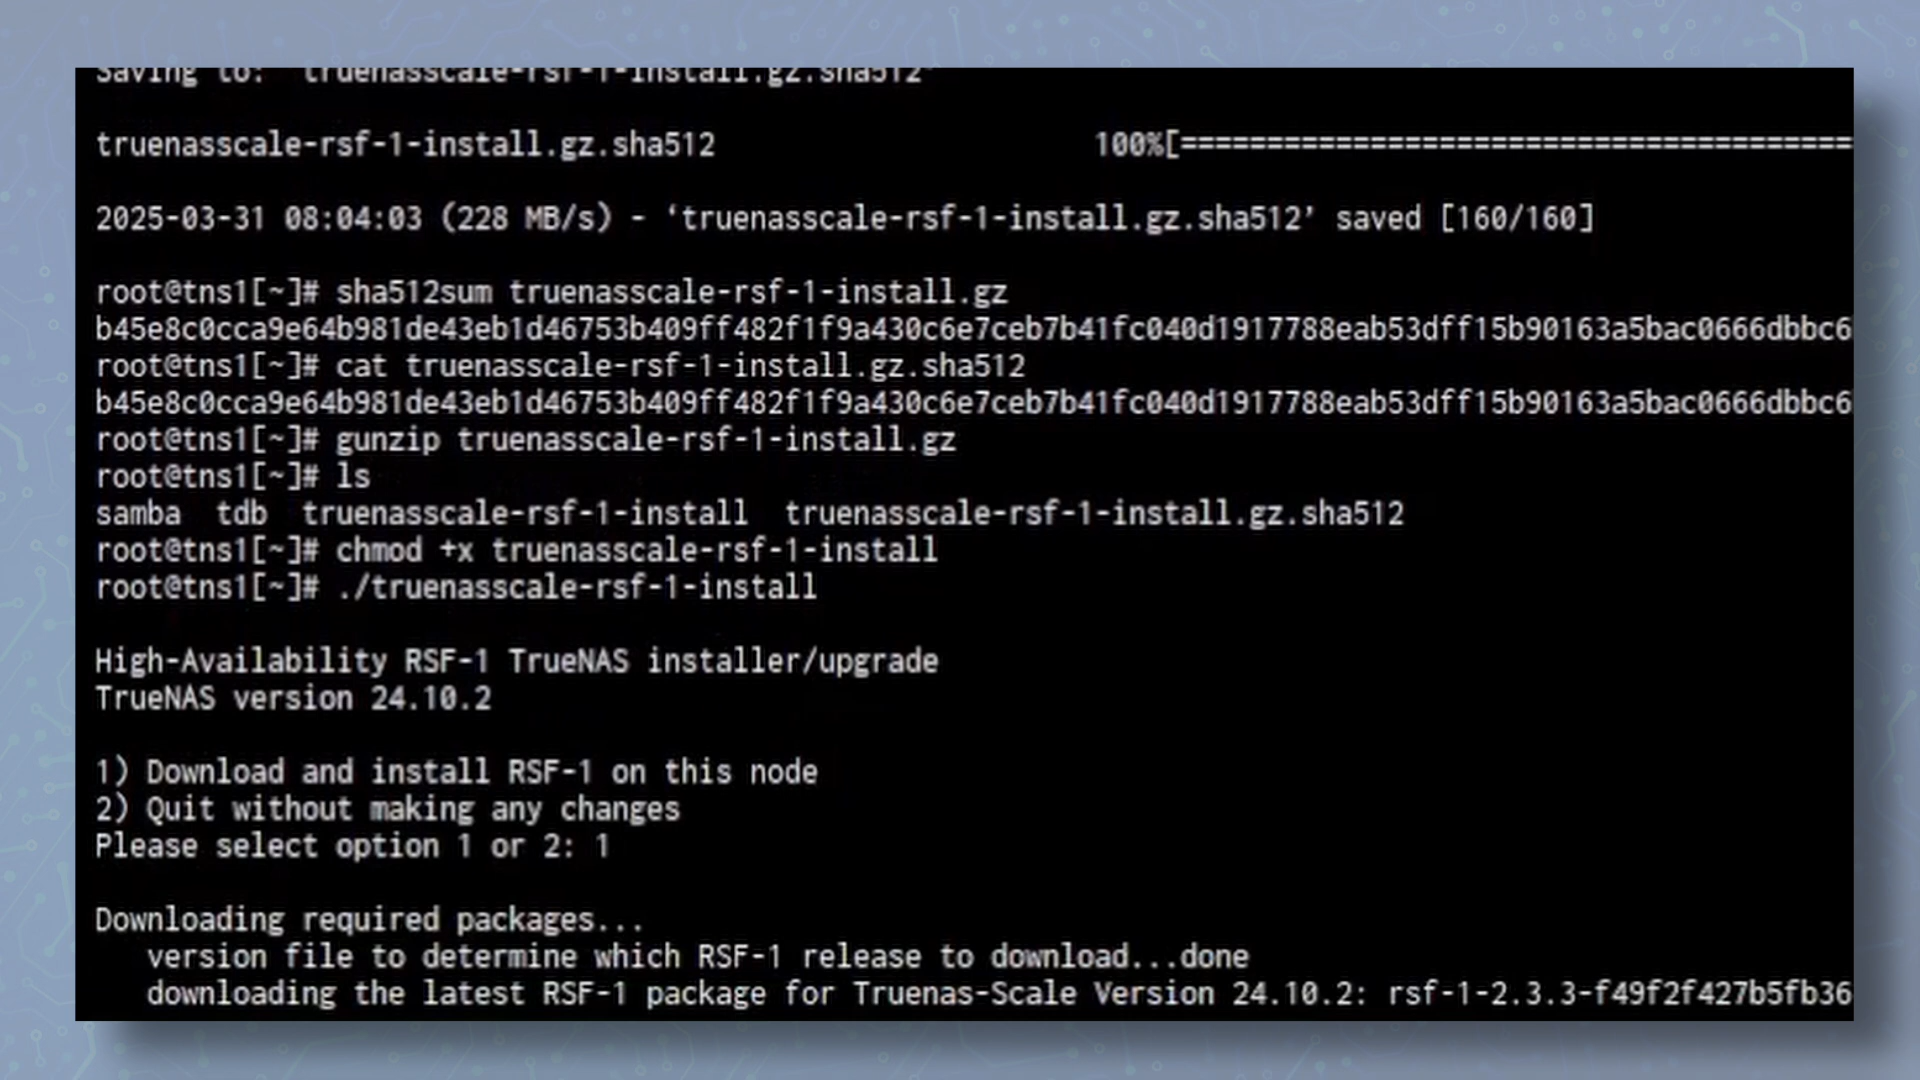 Saving to: ‘truenasscale-rsf-1-install.gz.sha512’
truenasscale-rsf-1-install.gz.sha512 100%[=======================================
2025-03-31 08:04:03 (228 MB/s) - ‘truenasscale-rsf-1-install.gz.sha512’ saved [160/160]
root@tns1[~]# sha512sum truenasscale-rsf-1-install.gz
b45e8c0cca9e64b981de43eb1d46753b409ff482f1f9a430c6e7ceb7b41fc040d1917788eab53dff15b90163a5bac0666dbbc6
root@tns1[~]# cat truenasscale-rsf-1-install.gz.sha512
b45e8c0cca9e64b981de43eb1d46753b409ff482f1f9a430c6e7ceb7b41fc040d1917788eab53dff15b90163a5bac0666dbbc6
root@tns1[~]# gunzip truenasscale-rsf-1-install.gz
root@tns1[~]# ls
samba tdb truenasscale-rsf-1-install truenasscale-rsf-1-install.gz.sha512
root@tns1[~]# chmod +x truenasscale-rsf-1-install
root@tns1[~]# ./truenasscale-rsf-1-install
High-Availability RSF-1 TrueNAS installer/upgrade
TrueNAS version 24.10.2
1) Download and install RSF-1 on this node
2) Quit without making any changes
Please select option 1 or 2: 1
Downloading required packages...
version file to determine which RSF-1 release to download...done
downloading the latest RSF-1 package for Truenas-Scale Version 24.10.2: rsf-1-2.3.3-f49f2f427b5fb36